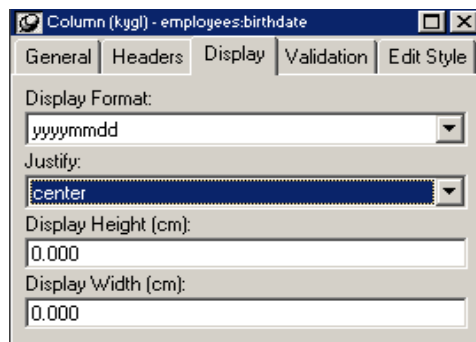 Column (kygl) - employees:birthdate
General Headers Display Validation Edit Style
Display Format:
yyyymmdd
Justify:
center
Display Height (cm):
0.000
Display Width (cm):
0.000